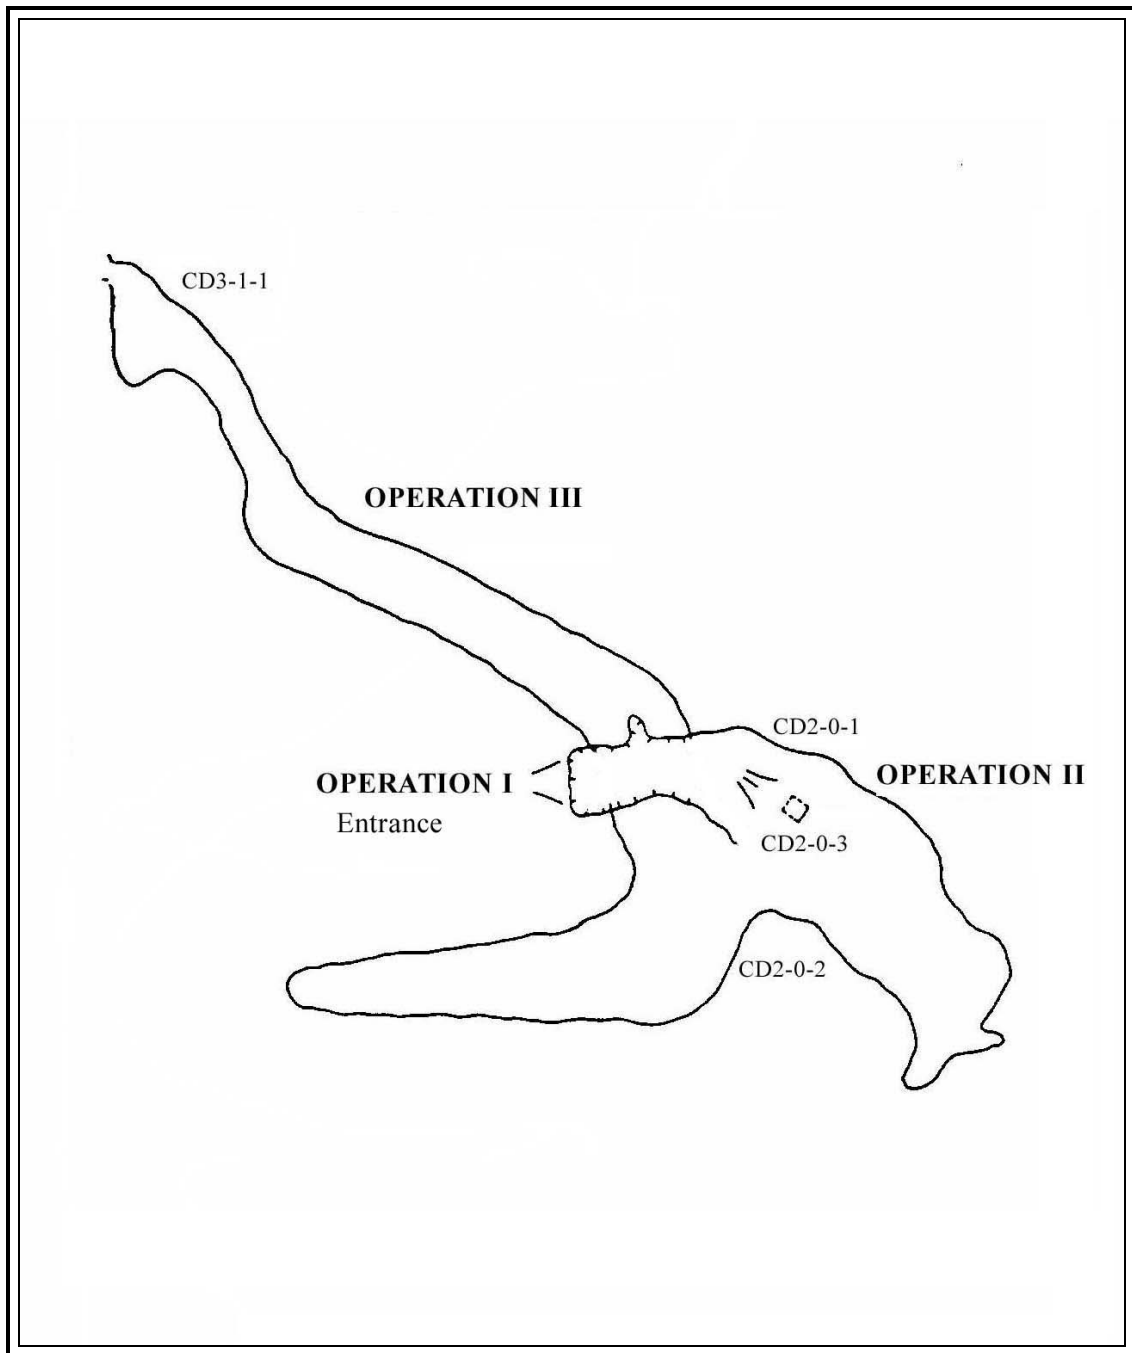 CD3-1-1
OPERATION III
CD2-0-1
OPERATION II
OPERATION I
Entrance
CD2-0-3
CD2-0-2